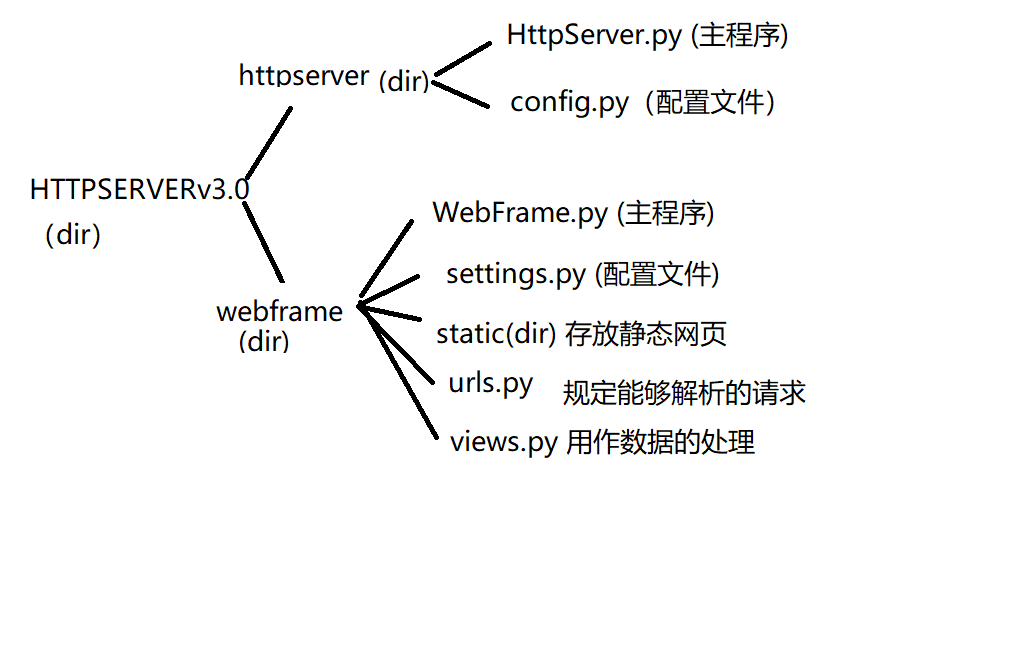 HttpServer.py (主程序)
httpserver (dir)
config.py（配置文件）
HTTPSERVERv3.0
（dir）
WebFrame.py (主程序)
settings.py (配置文件)
webframe
(dir)
static(dir) 存放静态网页
urls.py 规定能够解析的请求
views.py 用作数据的处理